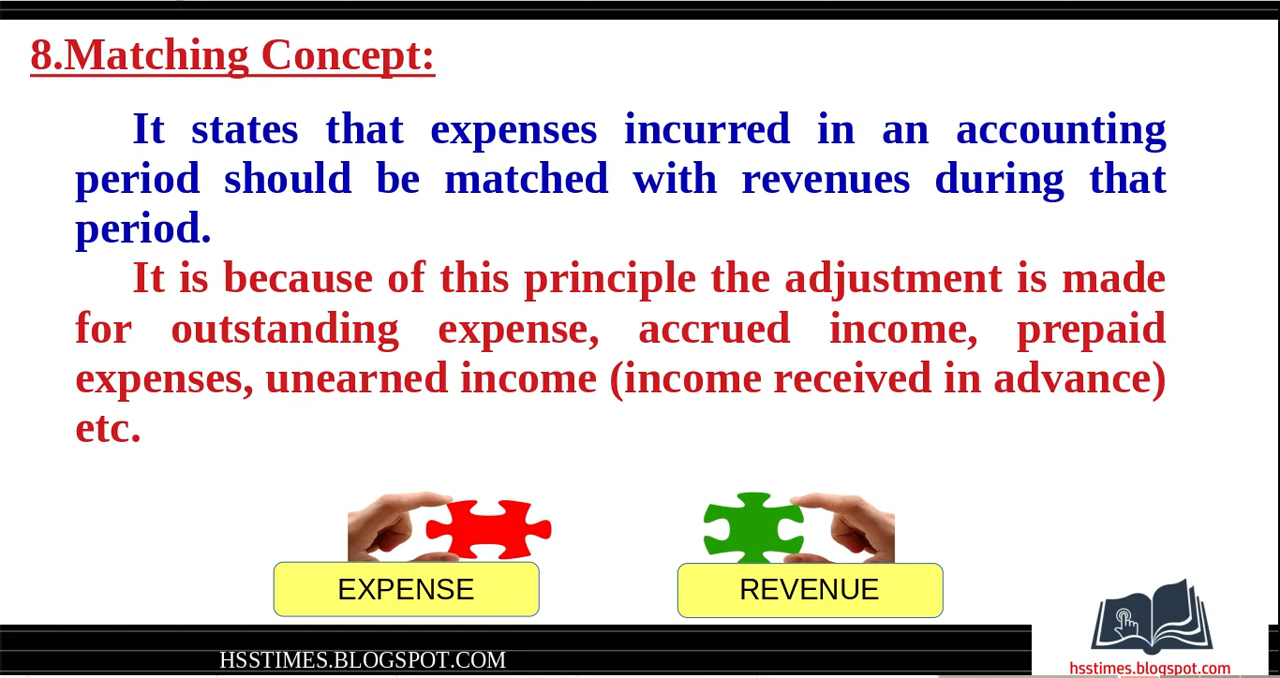 8.Matching Concept:
It states that expenses incurred in an accounting
period should be matched with revenues during that
period.
It is because of this principle the adjustment is made
for outstanding expense, accrued income, prepaid
expenses, unearned income (income received in advance)
etc.
EXPENSE
REVENUE
HSSTIMES.BLOGSPOT.COM
hsstimes.blogspot.com